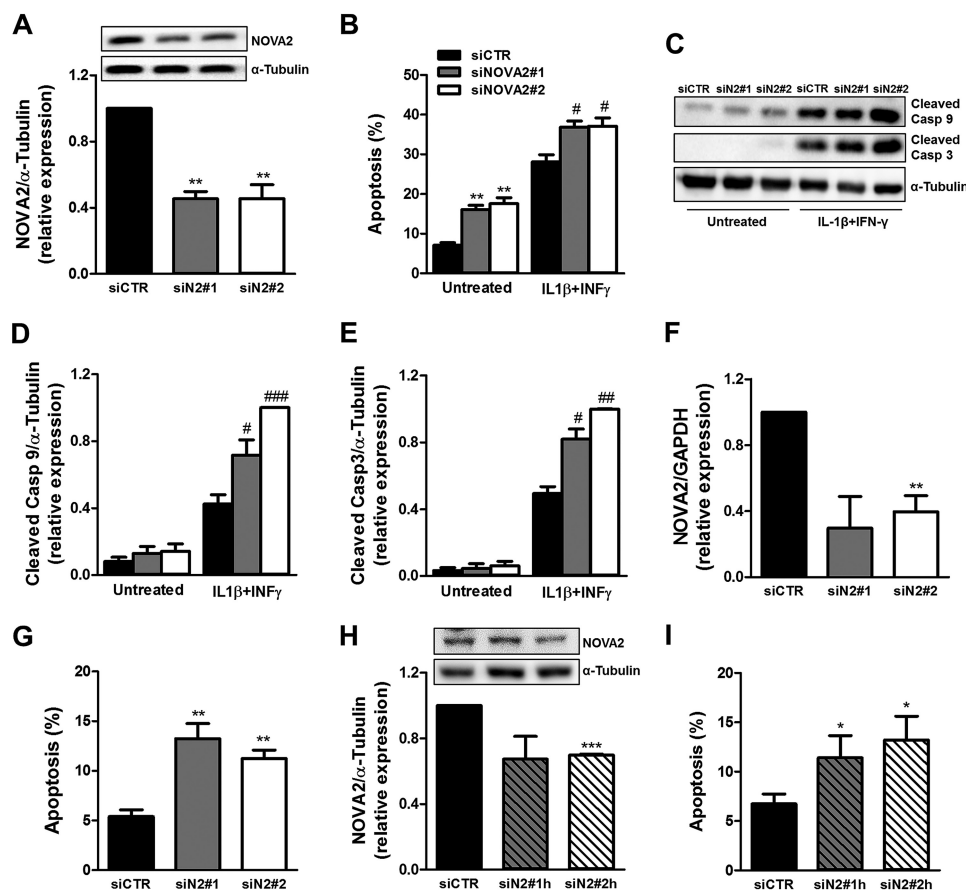 A
NOVA2
α-Tubulin
NOVA2/α-Tubulin
(relative expression)
1.2
0.8
0.4
0.0
**
**
siCTR
siN2#1
siN2#2
B
siCTR
siNOVA2#1
siNOVA2#2
Apoptosis (%)
50
40
30
20
10
0
**
**
#
#
Untreated
IL1β+INFγ
C
siCTR siN2#1 siN2#2 siCTR siN2#1 siN2#2
Cleaved
Casp 9
Cleaved
Casp 3
α-Tubulin
Untreated
IL-1β+IFN-γ
D
Cleaved Casp 9/α-Tubulin
(relative expression)
1.2
0.8
0.4
0.0
#
###
Untreated
IL1β+INFγ
E
Cleaved Casp3/α-Tubulin
(relative expression)
1.2
0.8
0.4
0.0
#
##
Untreated
IL1β+INFγ
F
NOVA2/GAPDH
(relative expression)
1.2
0.8
0.4
0.0
**
siCTR
siN2#1
siN2#2
G
Apoptosis (%)
20
15
10
5
0
**
**
siCTR
siN2#1
siN2#2
H
NOVA2
α-Tubulin
NOVA2/α-Tubulin
(relative expression)
1.2
0.8
0.4
0.0
***
siCTR
siN2#1h
siN2#2h
I
Apoptosis (%)
20
15
10
5
0
*
*
siCTR
siN2#1h
siN2#2h